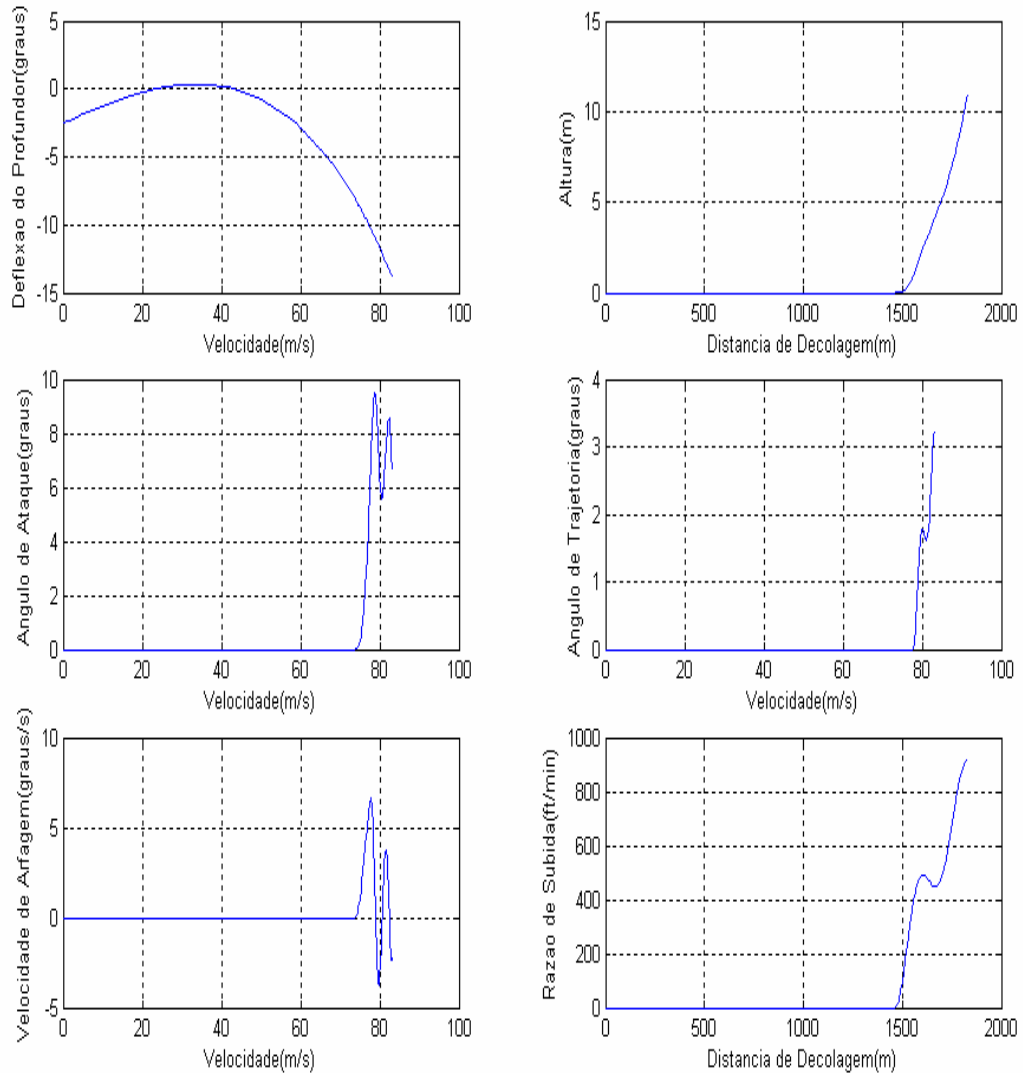 Deflexao do Profundor(graus)
5
0
-5
-10
-15
0 20 40 60 80 100
Velocidade(m/s)
Altura(m)
15
10
5
0
0 500 1000 1500 2000
Distancia de Decolagem(m)
Angulo de Ataque(graus)
10
8
6
4
2
0
0 20 40 60 80 100
Velocidade(m/s)
Angulo de Trajetoria(graus)
4
3
2
1
0
0 20 40 60 80 100
Velocidade(m/s)
Velocidade de Arfagem(graus/s)
10
5
0
-5
0 20 40 60 80 100
Velocidade(m/s)
Razao de Subida(ft/min)
1000
800
600
400
200
0
0 500 1000 1500 2000
Distancia de Decolagem(m)